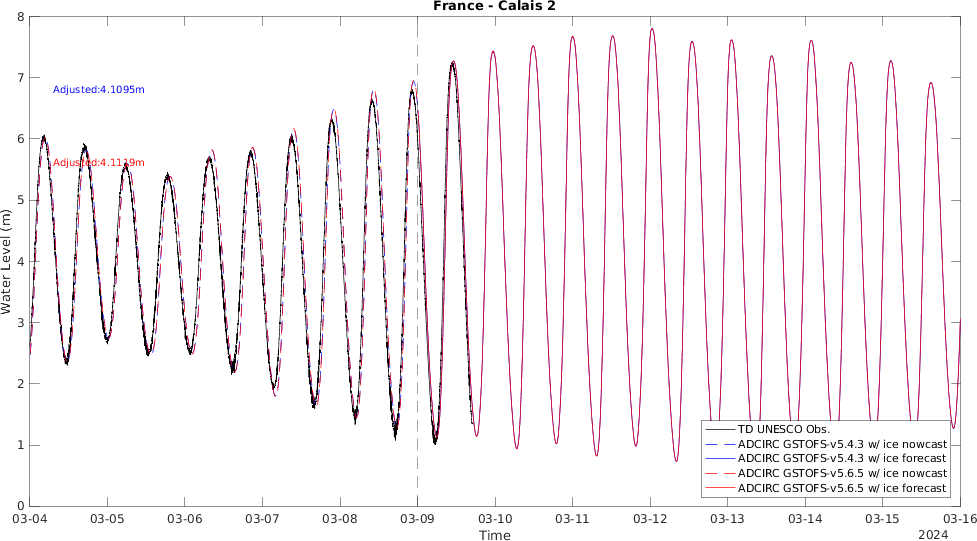 France - Calais 2
8
7
6
5
4
3
2
1
0
Water Level (m)
Adjusted:4.1095m
Adjusted:4.1119m
TD UNESCO Obs.
ADCIRC GSTOFS-v5.4.3 w/ ice nowcast
ADCIRC GSTOFS-v5.4.3 w/ ice forecast
ADCIRC GSTOFS-v5.6.5 w/ ice nowcast
ADCIRC GSTOFS-v5.6.5 w/ ice forecast
03-04 03-05 03-06 03-07 03-08 03-09 03-10 03-11 03-12 03-13 03-14 03-15 03-16
Time
2024